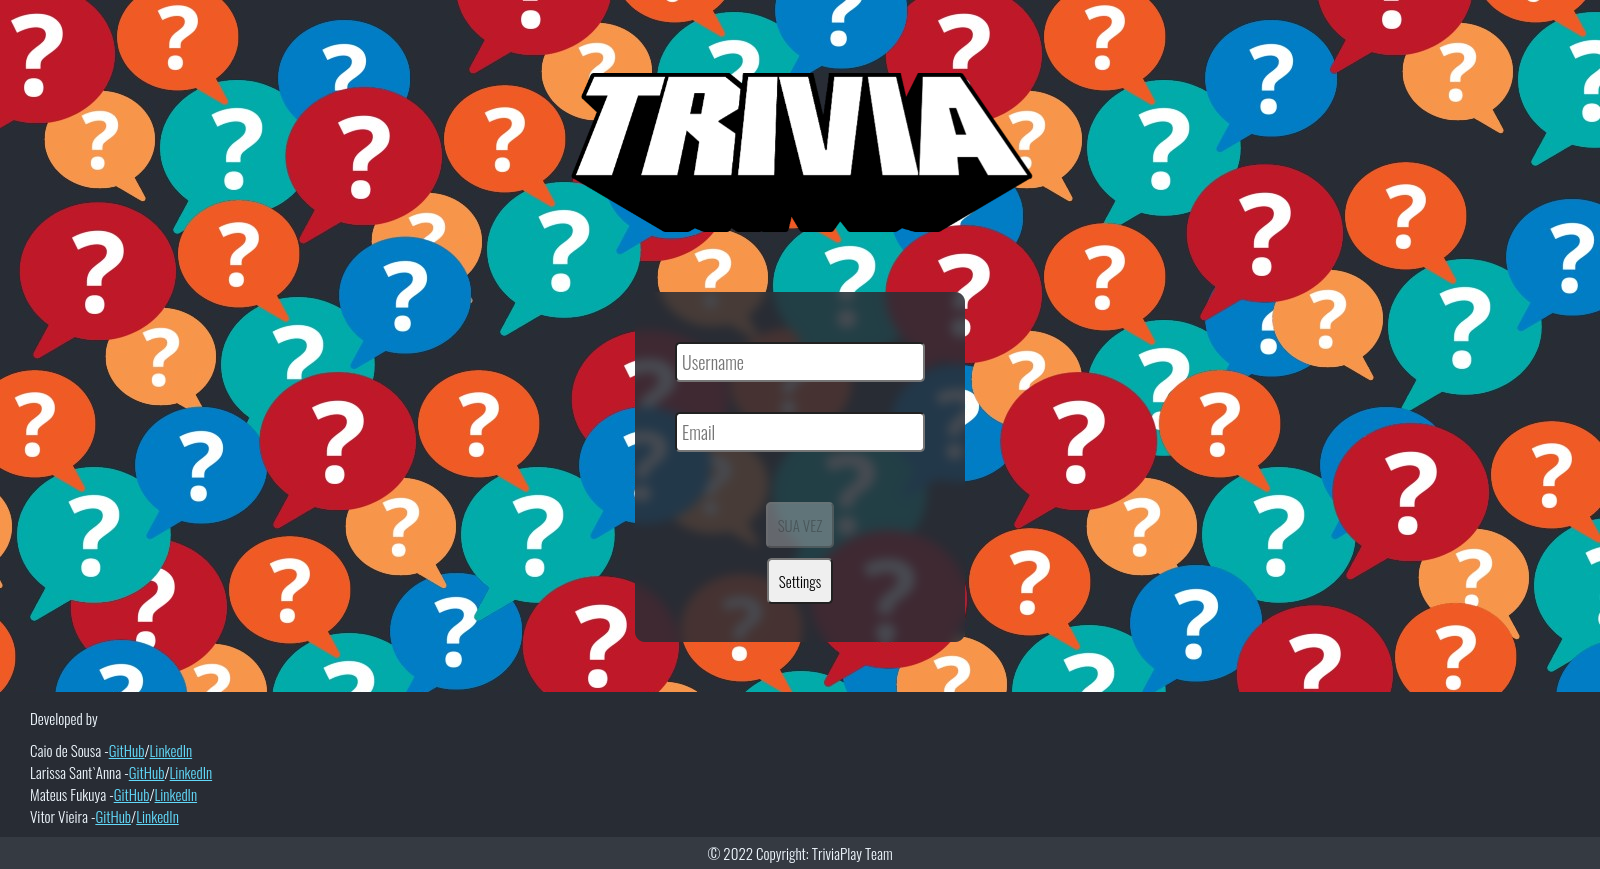 TRIVIA
Username
Email
SUA VEZ
Settings
Developed by
Caio de Sousa -GitHub/LinkedIn
Larissa Sant`Anna -GitHub/LinkedIn
Mateus Fukuya -GitHub/LinkedIn
Vitor Vieira -GitHub/LinkedIn
© 2022 Copyright: TriviaPlay Team